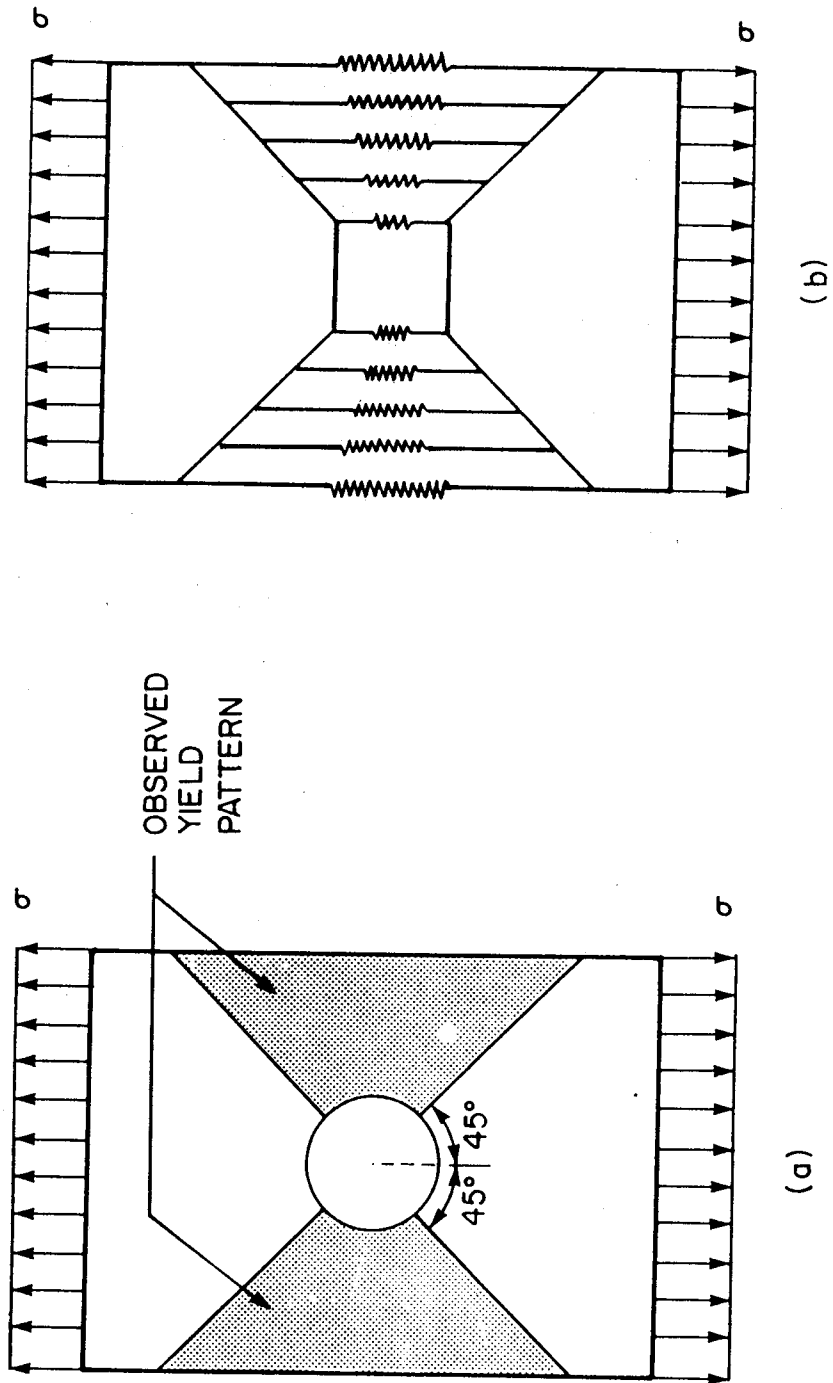 σ
σ
(b)
OBSERVED
YIELD
PATTERN
σ
σ
45° 45°
(a)